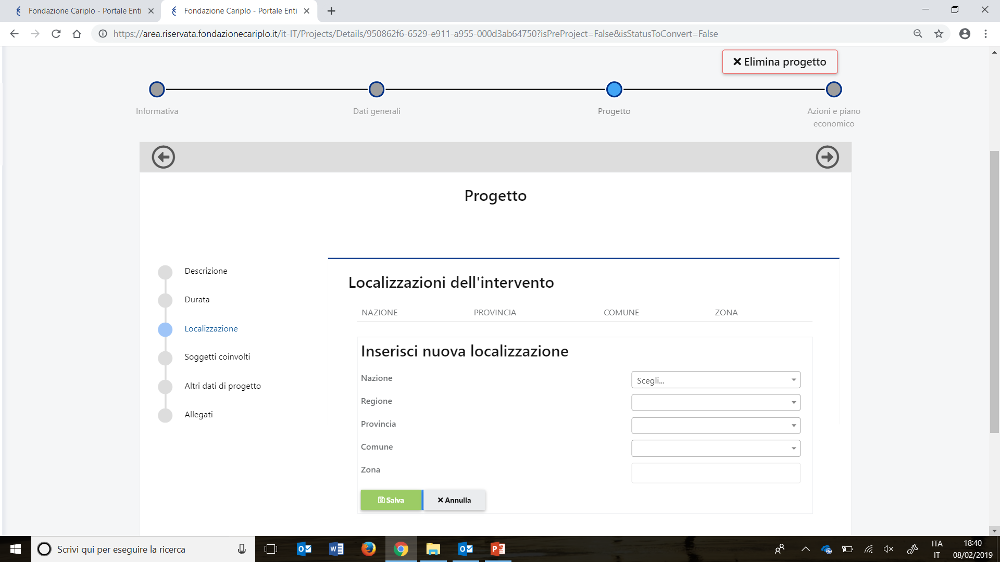 Fondazione Cariplo - Portale Enti
Fondazione Cariplo - Portale Enti
https://area.riservata.fondazionecariplo.it/it-IT/Projects/Details/950862f6-6529-e911-a955-000d3ab64750?isPreProject=False&isStatusToConvert=False
Elimina progetto
Informativa
Dati generali
Progetto
Azioni e piano
economico
Progetto
Descrizione
Durata
Localizzazione
Soggetti coinvolti
Altri dati di progetto
Allegati
Localizzazioni dell'intervento
NAZIONE PROVINCIA COMUNE ZONA
Inserisci nuova localizzazione
Nazione Scegli...
Regione
Provincia
Comune
Zona
Salva Annulla
Scrivi qui per eseguire la ricerca
ITA
IT
18:40
08/02/2019